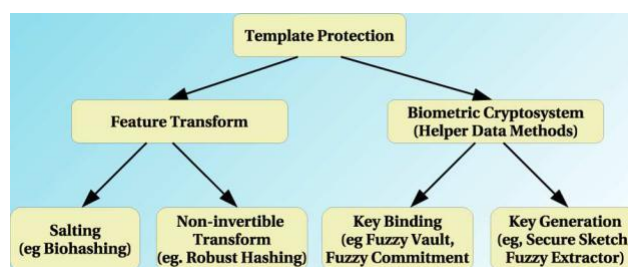 Template Protection
Feature Transform
Biometric Cryptosystem
(Helper Data Methods)
Salting
(eg Biohashing)
Non-invertible
Transform
(eg. Robust Hashing)
Key Binding
(eg Fuzzy Vault,
Fuzzy Commitment
Key Generation
(eg, Secure Sketch
Fuzzy Extractor)